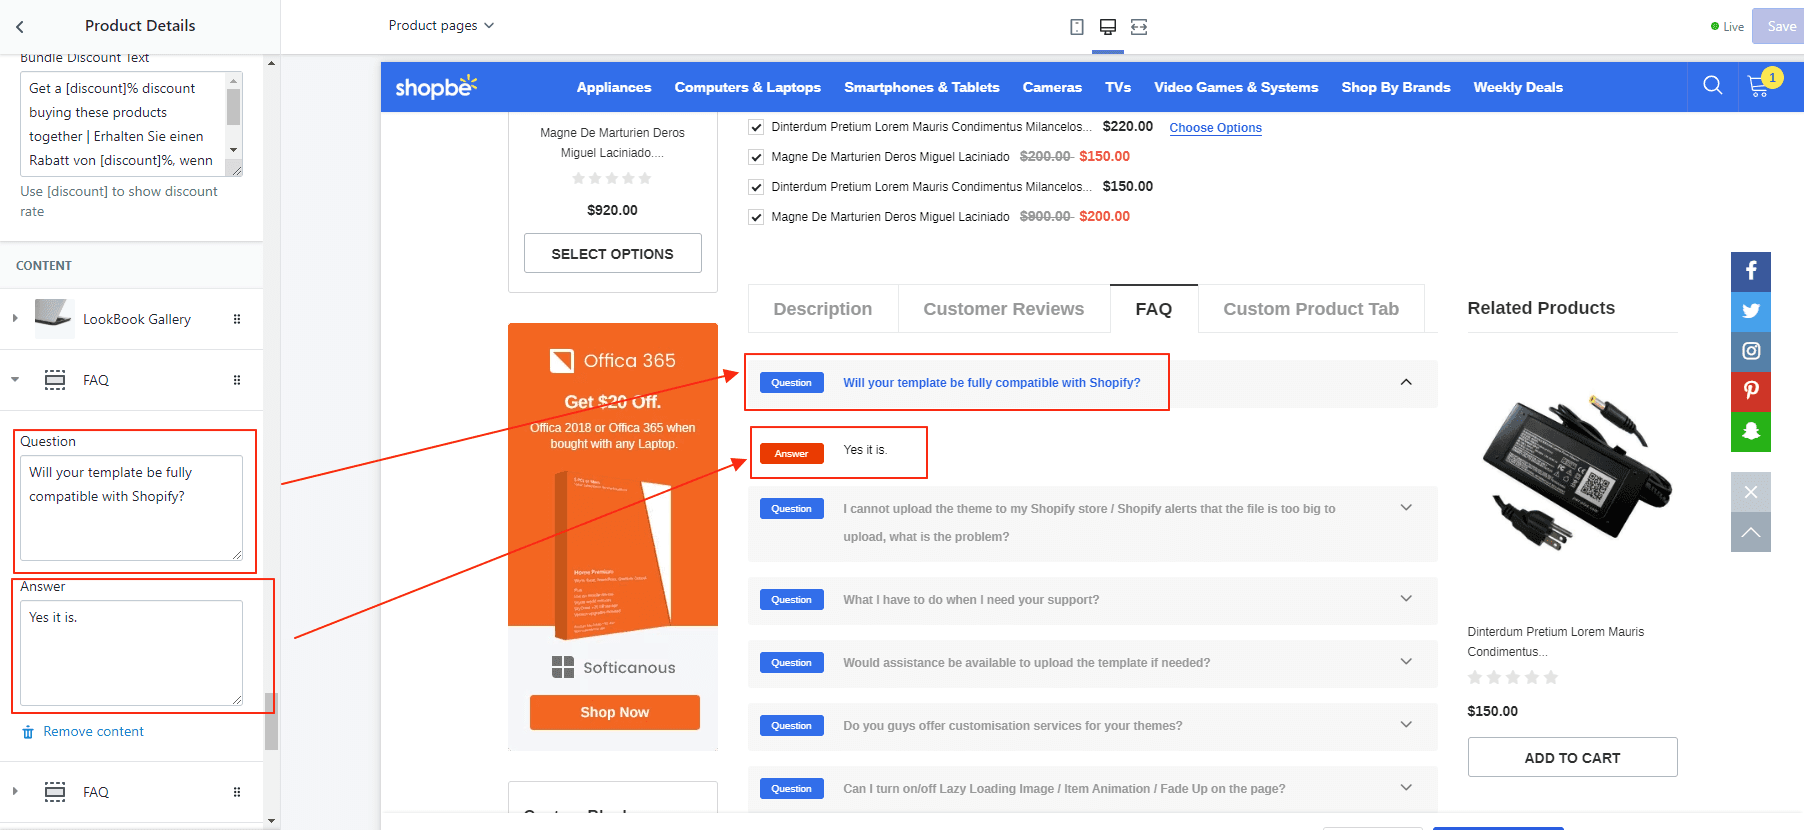 Product Details
Product pages
Live
Save
Bundle Discount Text
Get a [discount]% discount
buying these products
together | Erhalten Sie einen
Rabatt von [discount]%, wenn
Use [discount] to show discount
rate
CONTENT
LookBook Gallery
FAQ
Question
Will your template be fully
compatible with Shopify?
Answer
Yes it is.
Remove content
FAQ
shopbe
Appliances
Computers & Laptops
Smartphones & Tablets
Cameras
TVs
Video Games & Systems
Shop By Brands
Weekly Deals
1
Magne De Marturien Deros
Miguel Laciniado....
$920.00
SELECT OPTIONS
Dinterdum Pretium Lorem Mauris Condimentus Milancelos... $220.00 Choose Options
Magne De Marturien Deros Miguel Laciniado $200.00 $150.00
Dinterdum Pretium Lorem Mauris Condimentus Milancelos... $150.00
Magne De Marturien Deros Miguel Laciniado $900.00 $200.00
Offica 365
Get $20 Off.
Office 2018 or Office 365 when
bought with any Laptop.
Home Premium
Softicanous
Shop Now
Description
Customer Reviews
FAQ
Custom Product Tab
Question Will your template be fully compatible with Shopify?
Answer Yes it is.
Question I cannot upload the theme to my Shopify store / Shopify alerts that the file is too big to
upload, what is the problem?
Question What I have to do when I need your support?
Question Would assistance be available to upload the template if needed?
Question Do you guys offer customisation services for your themes?
Question Can I turn on/off Lazy Loading Image / Item Animation / Fade Up on the page?
Related Products
Dinterdum Pretium Lorem Mauris
Condimentus...
$150.00
ADD TO CART